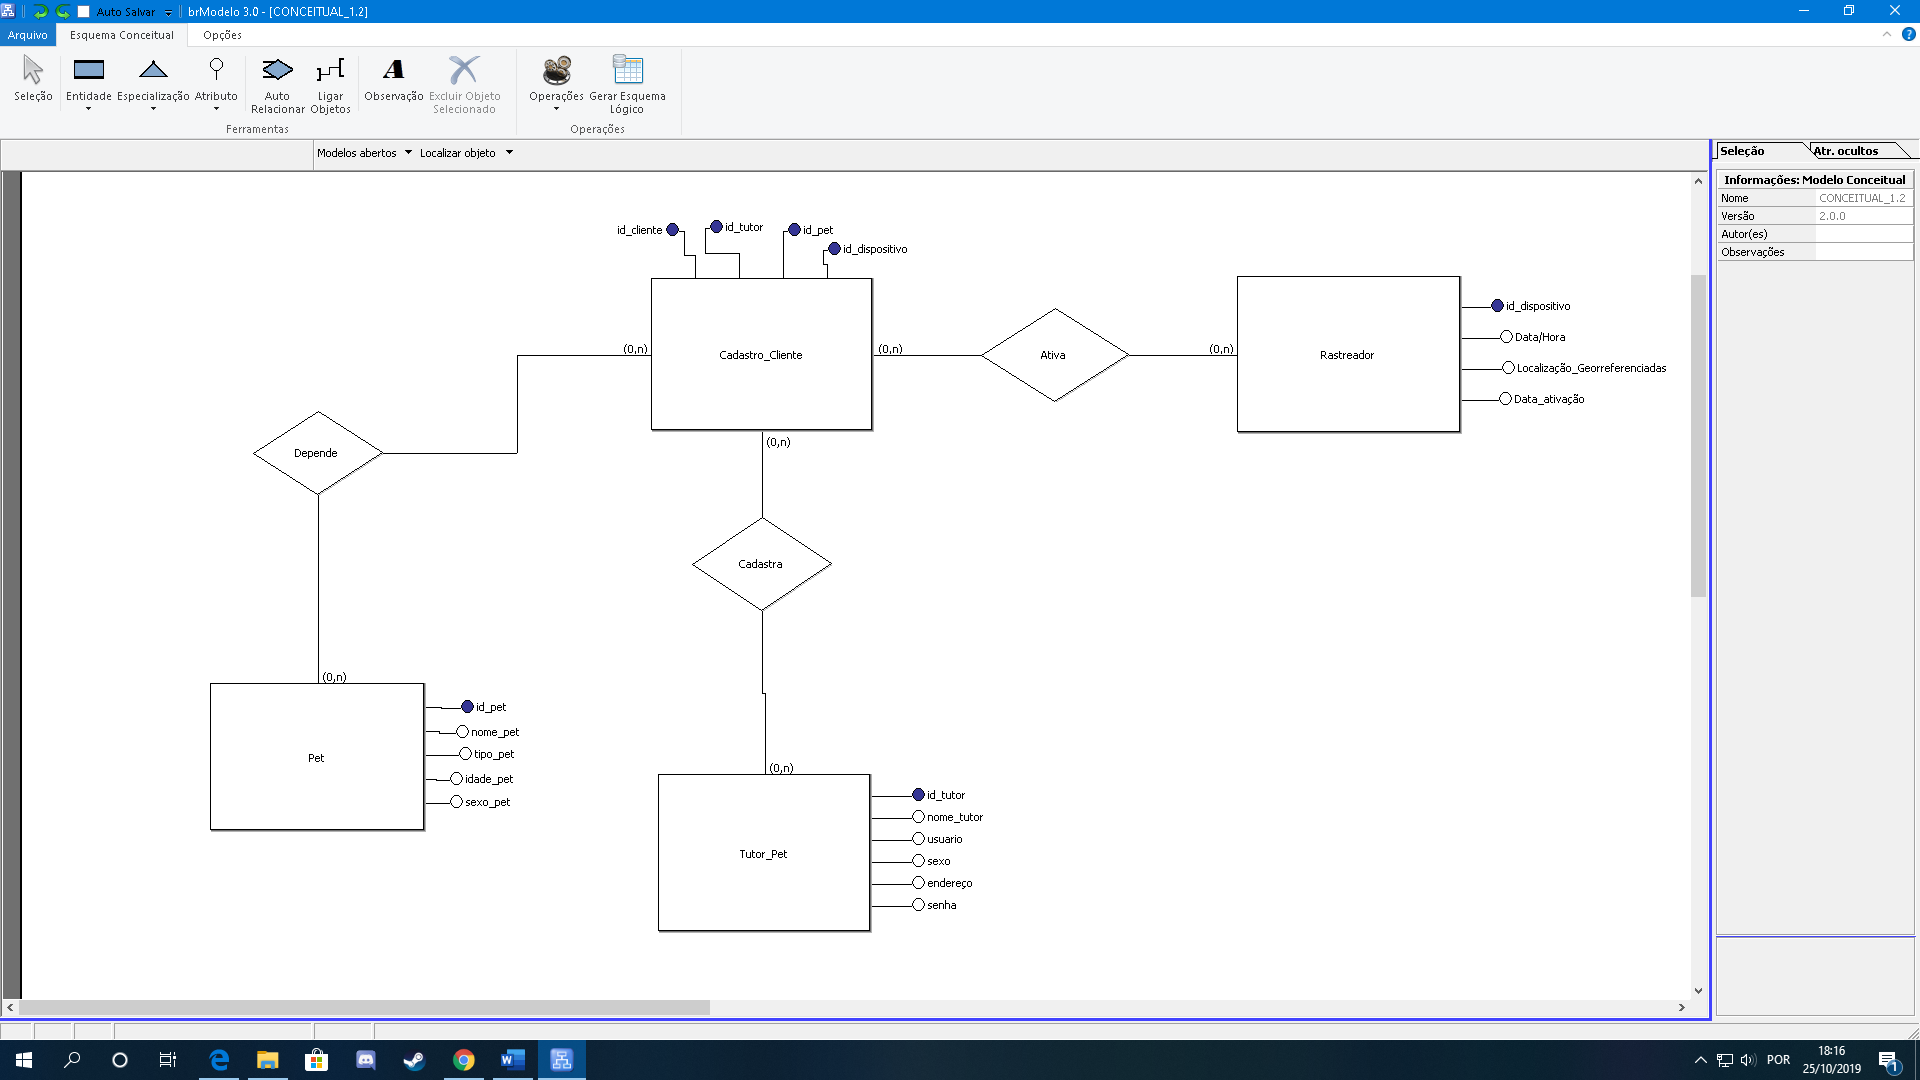 Auto Salvar
brModelo 3.0 - [CONCEITUAL_1.2]
Arquivo
Esquema Conceitual
Opções
Seleção
Entidade
Especialização
Atributo
Auto
Relacionar
Ligar
Objetos
A
Observação
Excluir Objeto
Selecionado
Operações
Gerar Esquema
Lógico
Ferramentas
Operações
Modelos abertos
Localizar objeto
Seleção
Atr. ocultos
Informações: Modelo Conceitual
Nome CONCEITUAL_1.2
Versão 2.0.0
Autor(es)
Observações
id_cliente
id_tutor
id_pet
id_dispositivo
Cadastro_Cliente
(0,n)
(0,n)
(0,n)
Ativa
(0,n)
Rastreador
id_dispositivo
Data/Hora
Localização_Georreferenciadas
Data_ativação
Depende
Cadastra
(0,n)
Pet
id_pet
nome_pet
tipo_pet
idade_pet
sexo_pet
(0,n)
Tutor_Pet
id_tutor
nome_tutor
usuario
sexo
endereço
senha
POR
18:16
25/10/2019
1